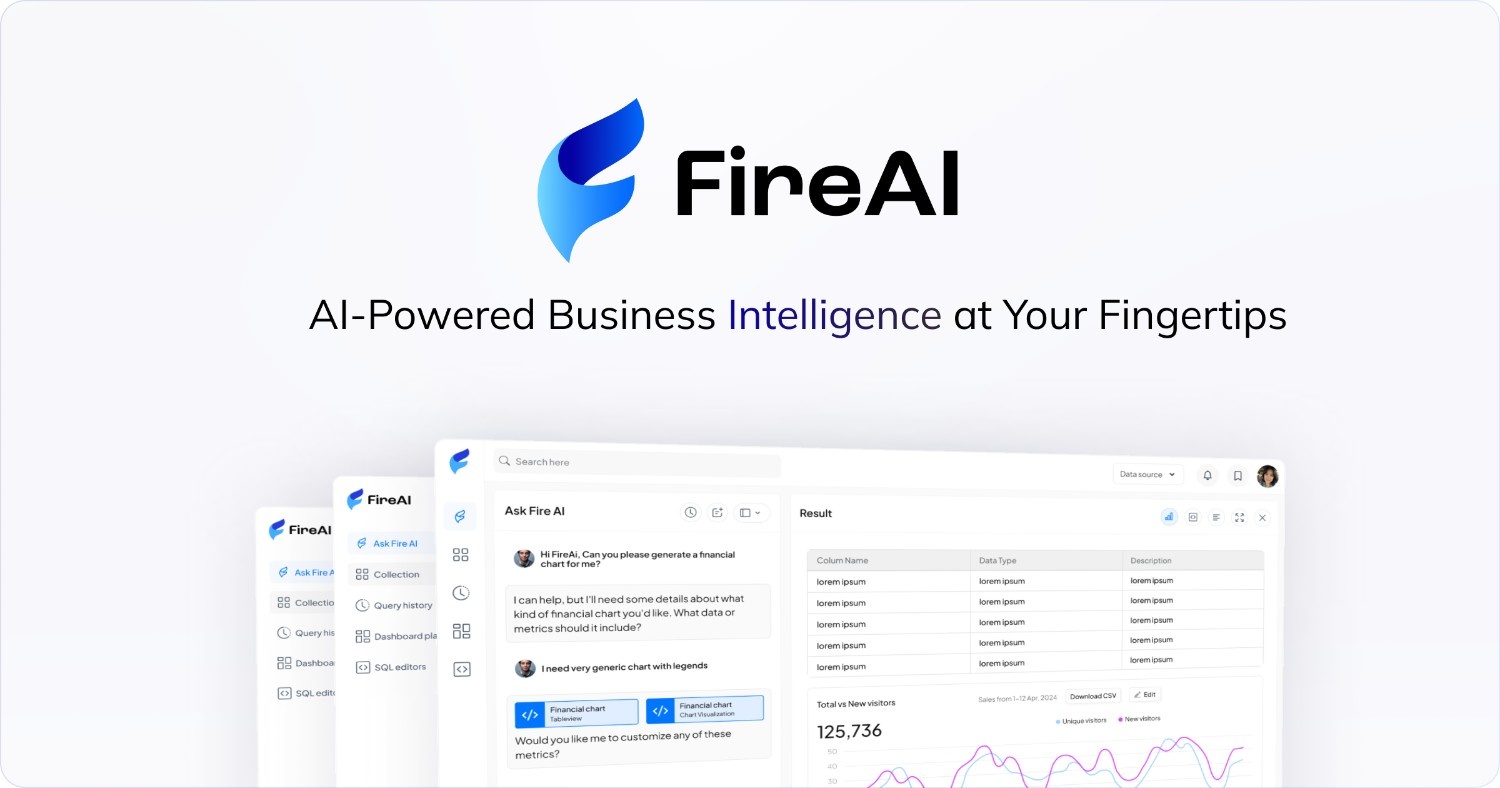 FireAI
AI-Powered Business Intelligence at Your Fingertips
FireAI
Ask Fire A
Collectio
Query his
Dashboa
SQL edito
FireAI
Ask Fire AI
Collection
Query history
Dashboard pla
SQL editors
Search here
Data source
Ask Fire AI
Hi FireAi, Can you please generate a financial
chart for me?
I can help, but I'll need some details about what
kind of financial chart you'd like. What data or
metrics should it include?
I need very generic chart with legends
Financial chart
Tableview
Financial chart
Chart Visualization
Would you like me to customize any of these
metrics?
Result
Colum Name Data Type Description
lorem ipsum lorem ipsum lorem ipsum
lorem ipsum lorem ipsum lorem ipsum
lorem ipsum lorem ipsum lorem ipsum
lorem ipsum lorem ipsum lorem ipsum
lorem ipsum lorem ipsum lorem ipsum
Total vs New visitors
Sales from 1–12 Apr, 2024
Download CSV
Edit
125,736
Unique visitors
New visitors
50
40
30